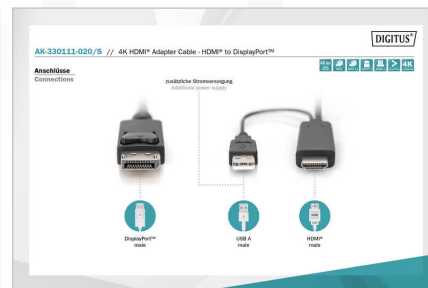 DIGITUS®
AK-330111-020/S // 4K HDMI® Adapter Cable - HDMI® to DisplayPort™
4K
Anschlüsse
Connections
zusätzliche Stromversorgung
Additional power supply
DisplayPort™
male
USB A
male
HDMI®
male